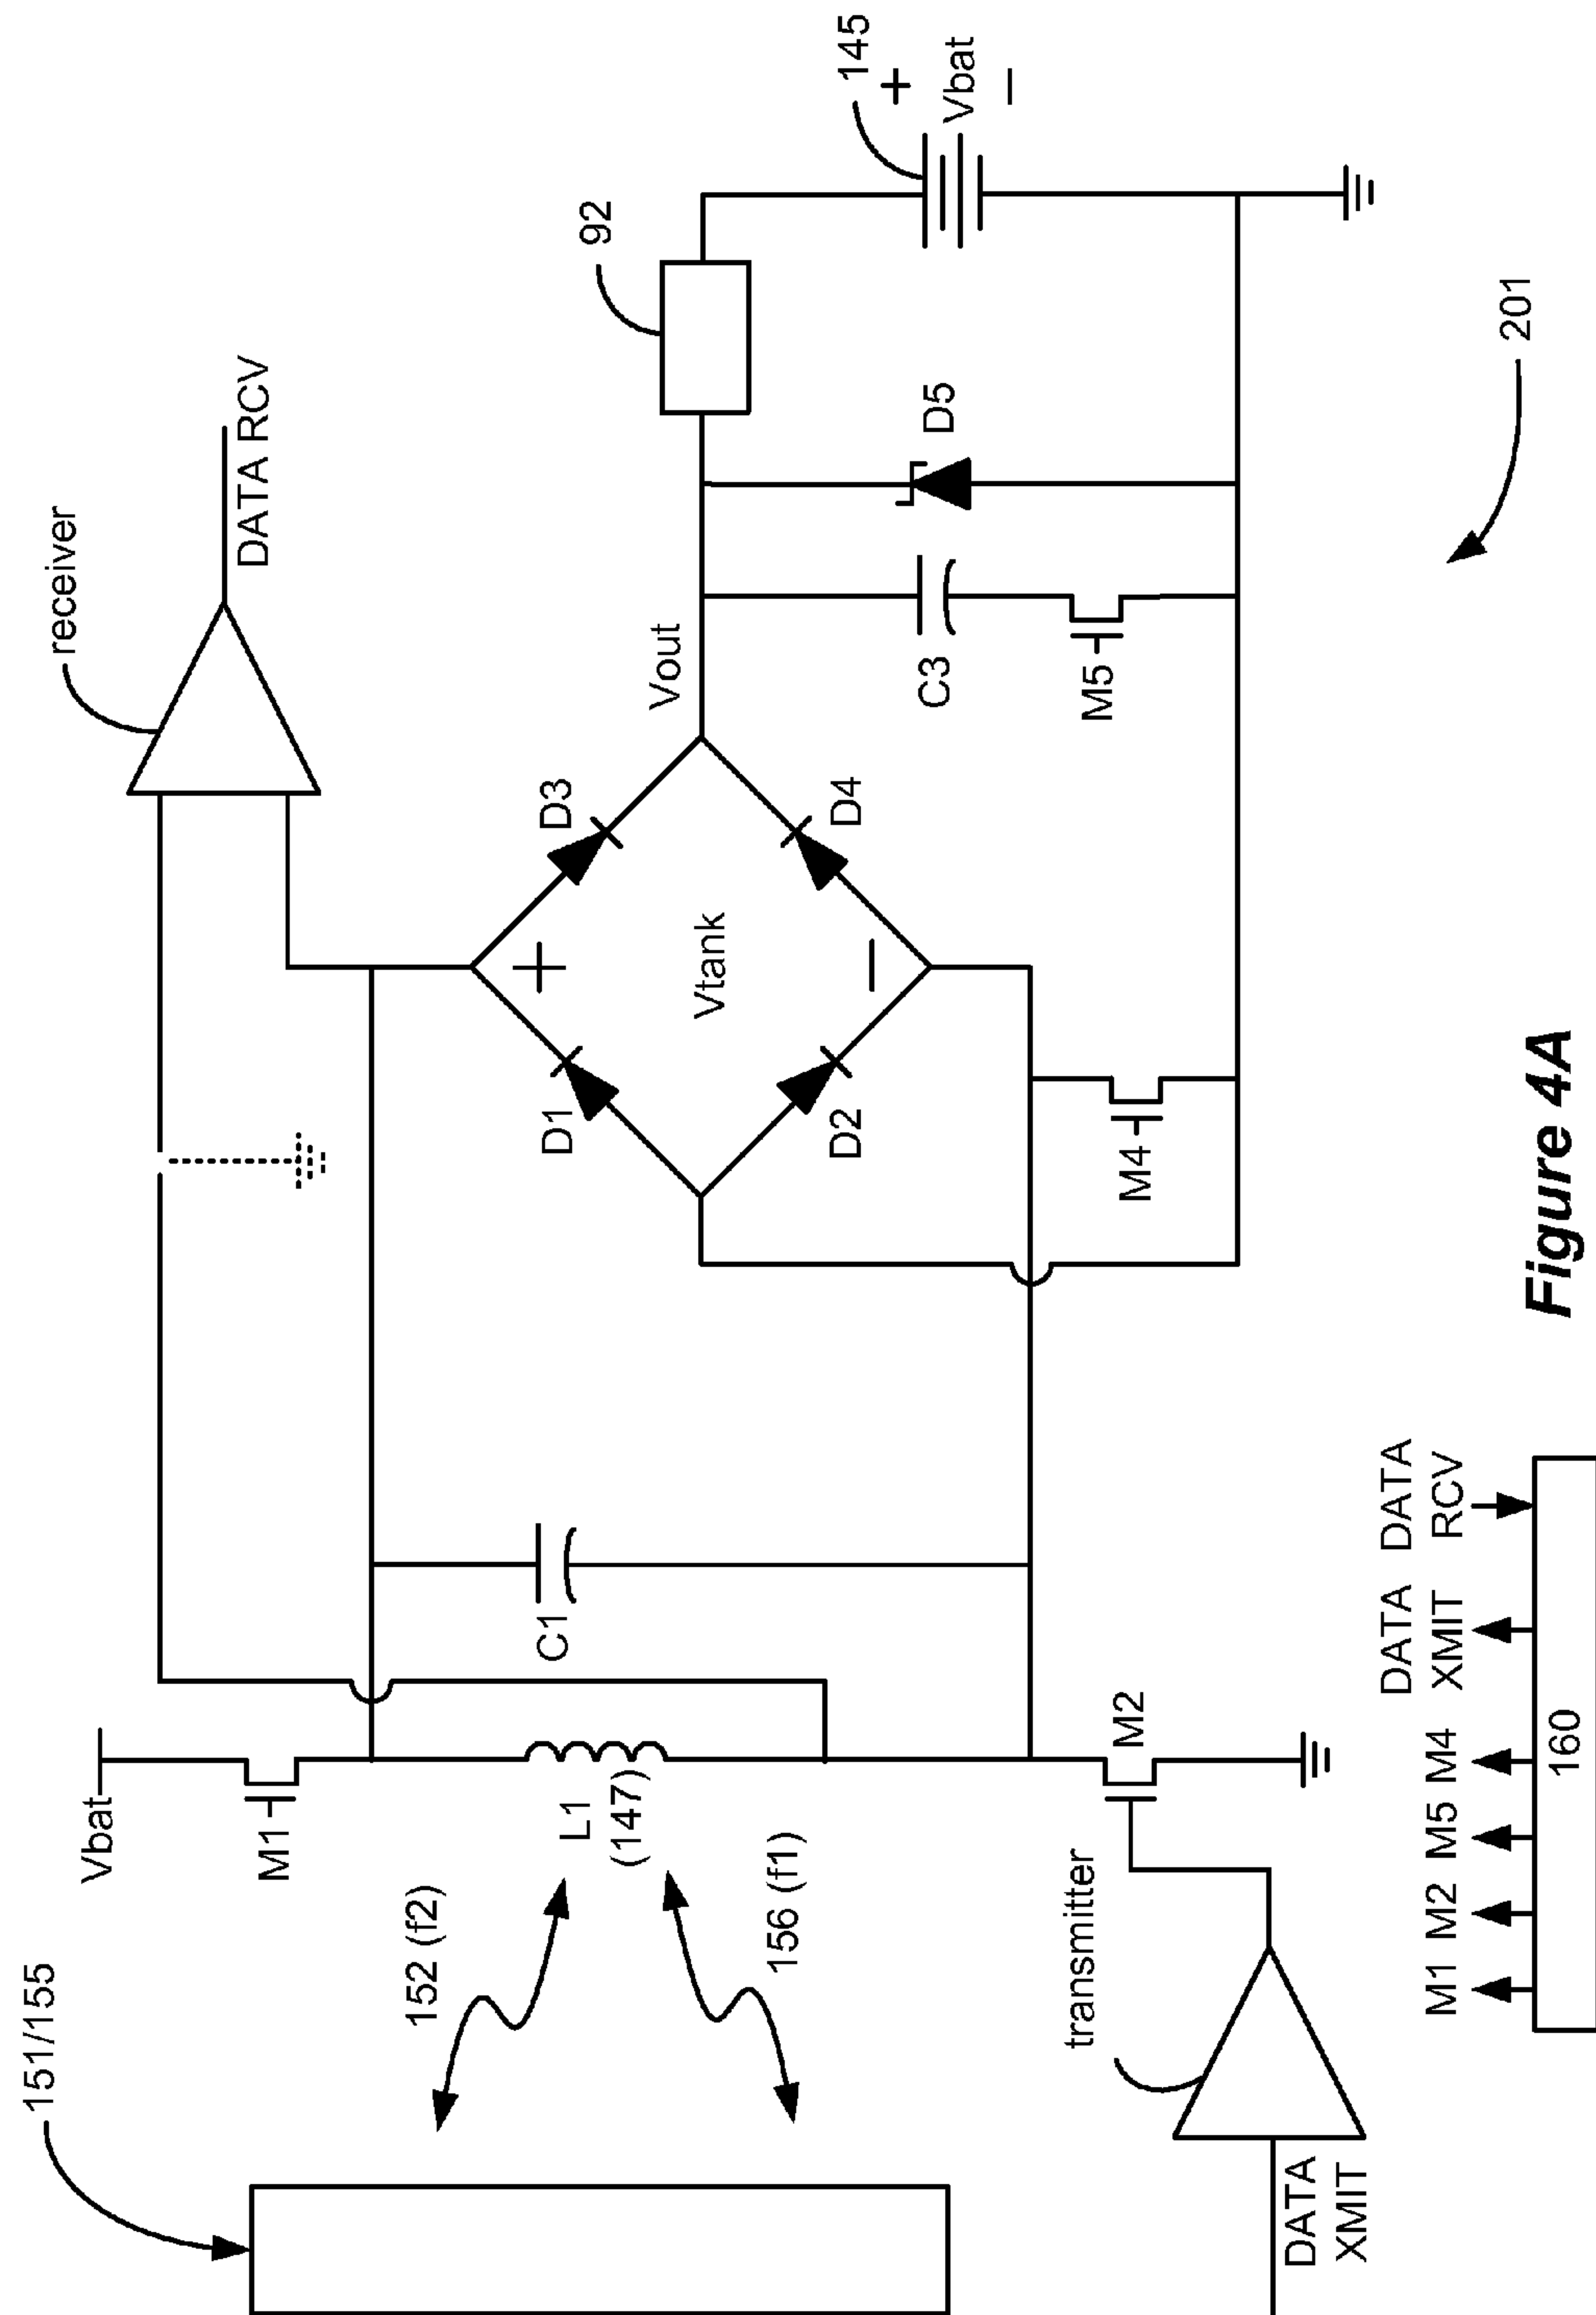 151/155
Vbat
M1
152 (f2)
L1
(147)
156 (f1)
C1
transmitter
M2
DATA
XMIT
receiver
DATA RCV
D1
D3
Vtank
+
−
D2
D4
M4
Vout
C3
M5
D5
92
145
+
Vbat
−
201
M1 M2 M5 M4
DATA
XMIT
DATA
RCV
160
Figure 4A